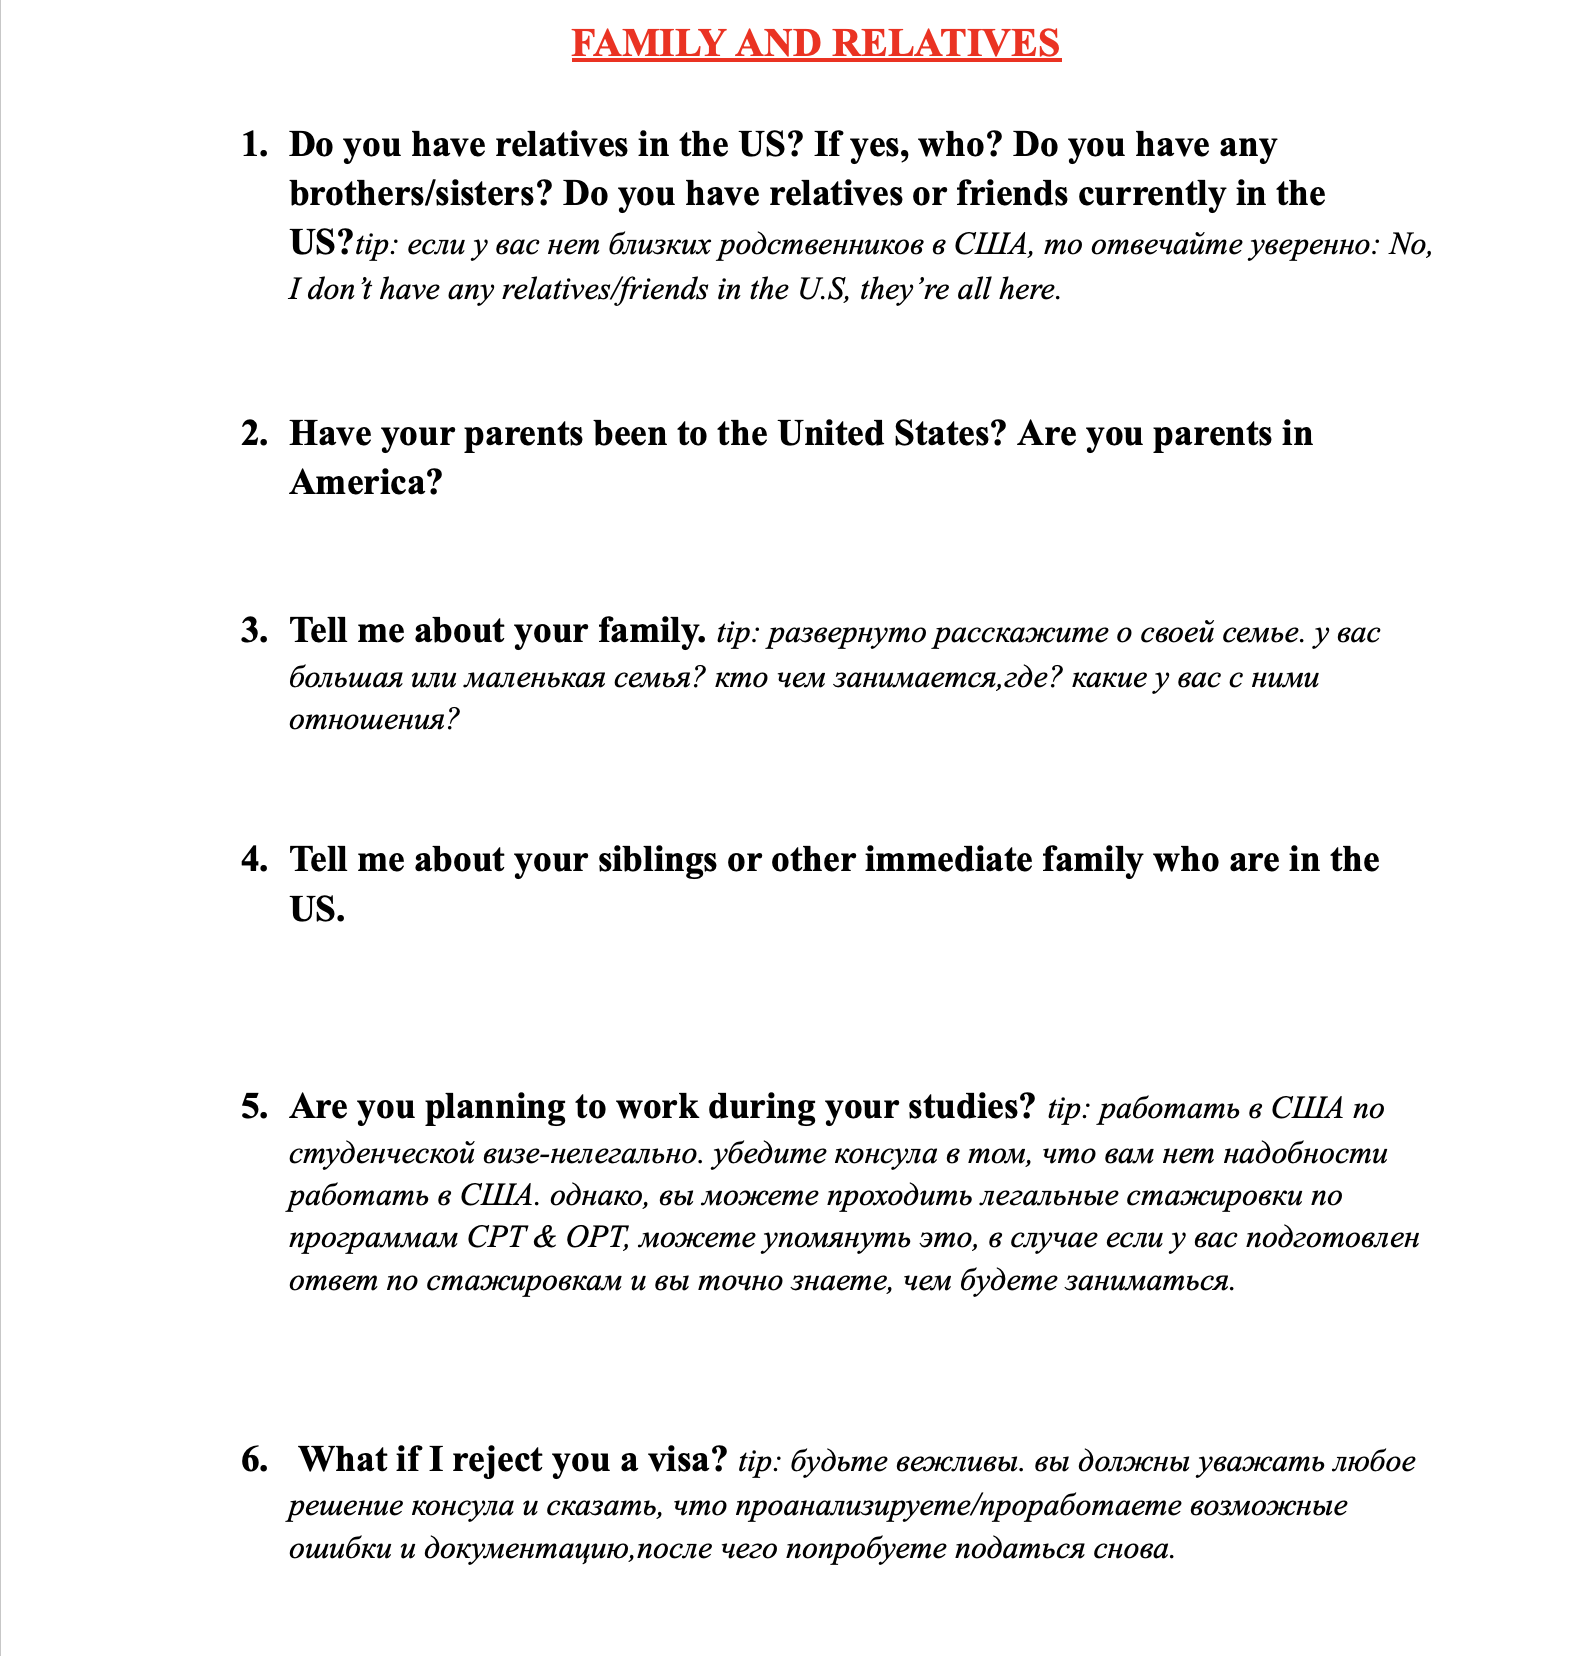 FAMILY AND RELATIVES
1. Do you have relatives in the US? If yes, who? Do you have any
brothers/sisters? Do you have relatives or friends currently in the
US?tip: если у вас нет близких родственников в США, то отвечайте уверенно: No,
I don’t have any relatives/friends in the U.S, they’re all here.
2. Have your parents been to the United States? Are you parents in
America?
3. Tell me about your family. tip: развернуто расскажите о своей семье. у вас
большая или маленькая семья? кто чем занимается,где? какие у вас с ними
отношения?
4. Tell me about your siblings or other immediate family who are in the
US.
5. Are you planning to work during your studies? tip: работать в США по
студенческой визе-нелегально. убедите консула в том, что вам нет надобности
работать в США. однако, вы можете проходить легальные стажировки по
программам CPT & OPT, можете упомянуть это, в случае если у вас подготовлен
ответ по стажировкам и вы точно знаете, чем будете заниматься.
6. What if I reject you a visa? tip: будьте вежливы. вы должны уважать любое
решение консула и сказать, что проанализируете/проработаете возможные
ошибки и документацию,после чего попробуете податься снова.